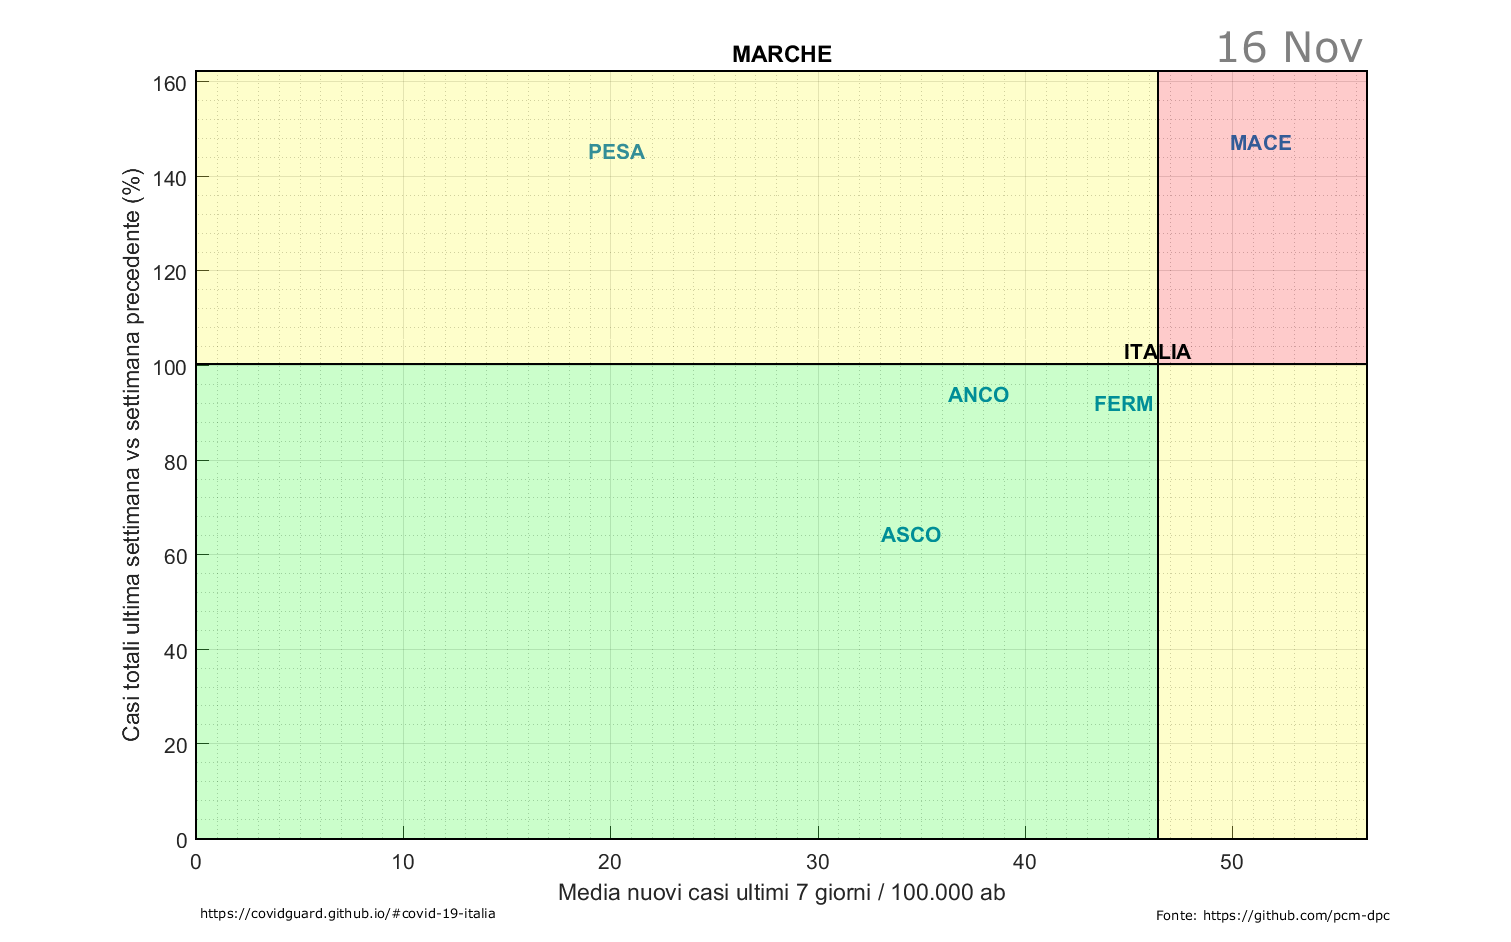 MARCHE
16 Nov
Casi totali ultima settimana vs settimana precedente (%)
160
140
120
100
80
60
40
20
0
PESA
MACE
ITALIA
ANCO
FERM
ASCO
0
10
20
30
40
50
Media nuovi casi ultimi 7 giorni / 100.000 ab
https://covidguard.github.io/#covid-19-italia
Fonte: https://github.com/pcm-dpc